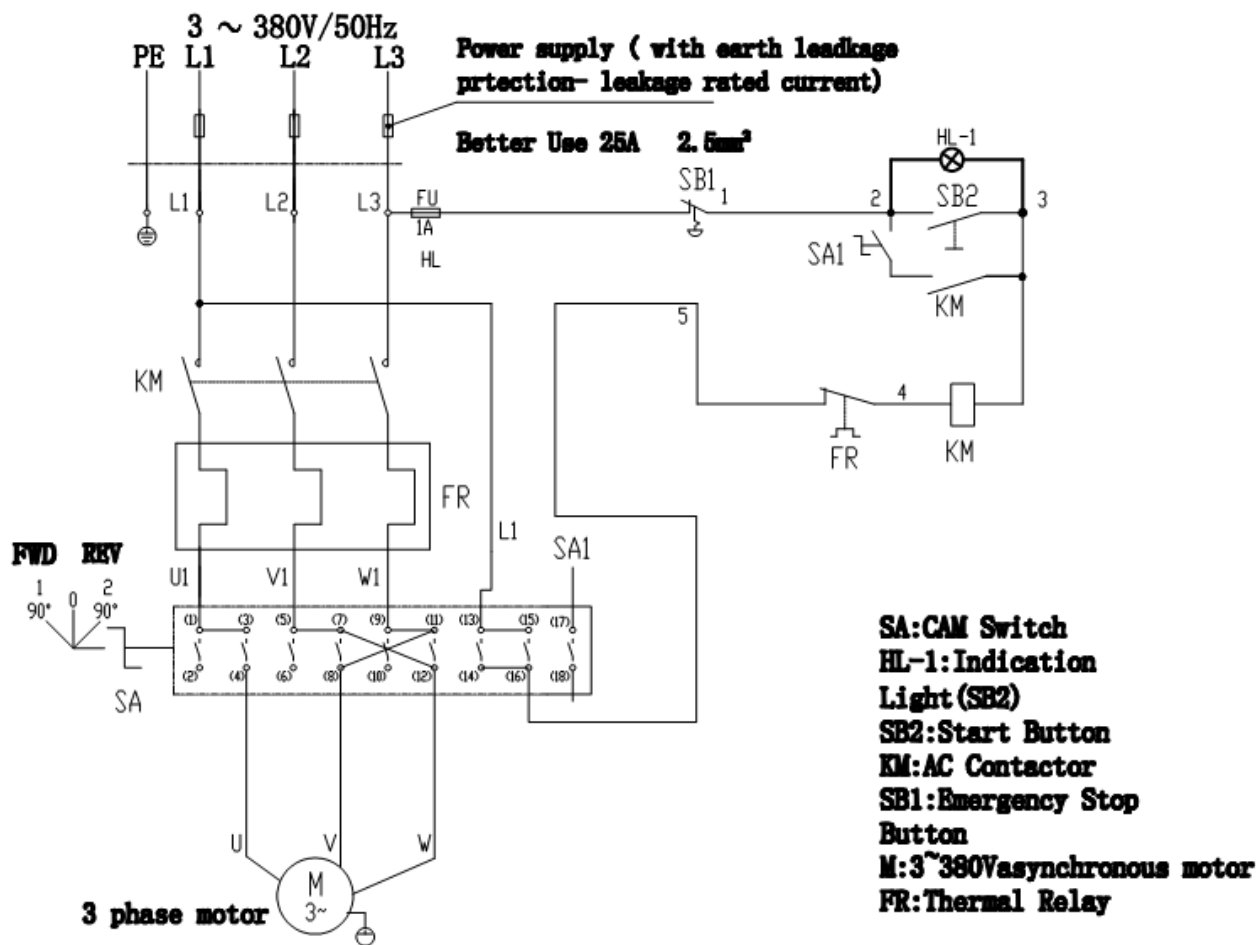 3 ~ 380V/50Hz
PE L1 L2 L3
Power supply ( with earth leadkage
prtection- leakage rated current)
Better Use 25A 2.5mm²
HL-1
SB1
1
2
SB2
3
L1
L2
L3
FU
1A
HL
SA1
KM
5
KM
4
FR
KM
FR
L1
SA1
FWD REV
1 0 2
90° 90°
U1 V1 W1
(1) (3) (5) (7) (9) (11) (13) (15) (17)
(2) (4) (6) (8) (10) (12) (14) (16) (18)
SA
SA:CAM Switch
HL-1:Indication
Light(SB2)
SB2:Start Button
KM:AC Contactor
SB1:Emergency Stop
Button
M:3~380Vasynchronous motor
FR:Thermal Relay
U V W
M
3~
3 phase motor